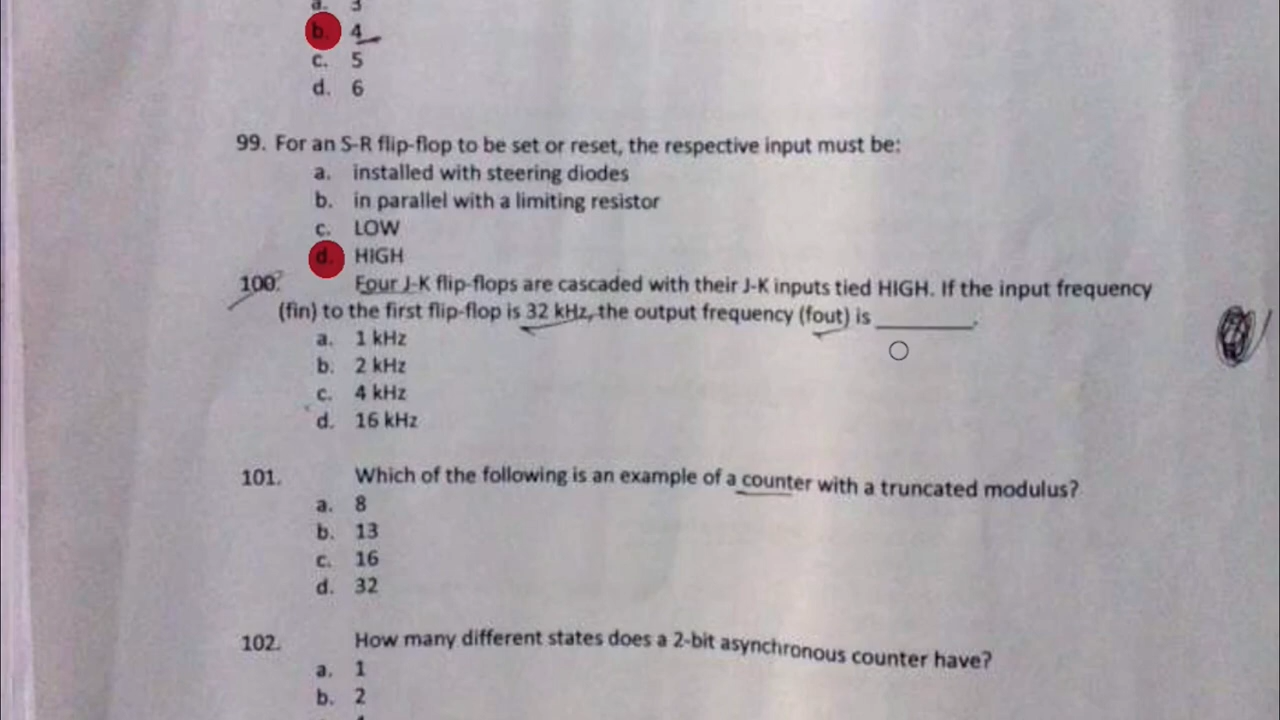 a. 3
b. 4
c. 5
d. 6
99. For an S-R flip-flop to be set or reset, the respective input must be:
a. installed with steering diodes
b. in parallel with a limiting resistor
c. LOW
d. HIGH
100. Four J-K flip-flops are cascaded with their J-K inputs tied HIGH. If the input frequency
(fin) to the first flip-flop is 32 kHz, the output frequency (fout) is ________.
a. 1 kHz
b. 2 kHz
c. 4 kHz
d. 16 kHz
101. Which of the following is an example of a counter with a truncated modulus?
a. 8
b. 13
c. 16
d. 32
102. How many different states does a 2-bit asynchronous counter have?
a. 1
b. 2